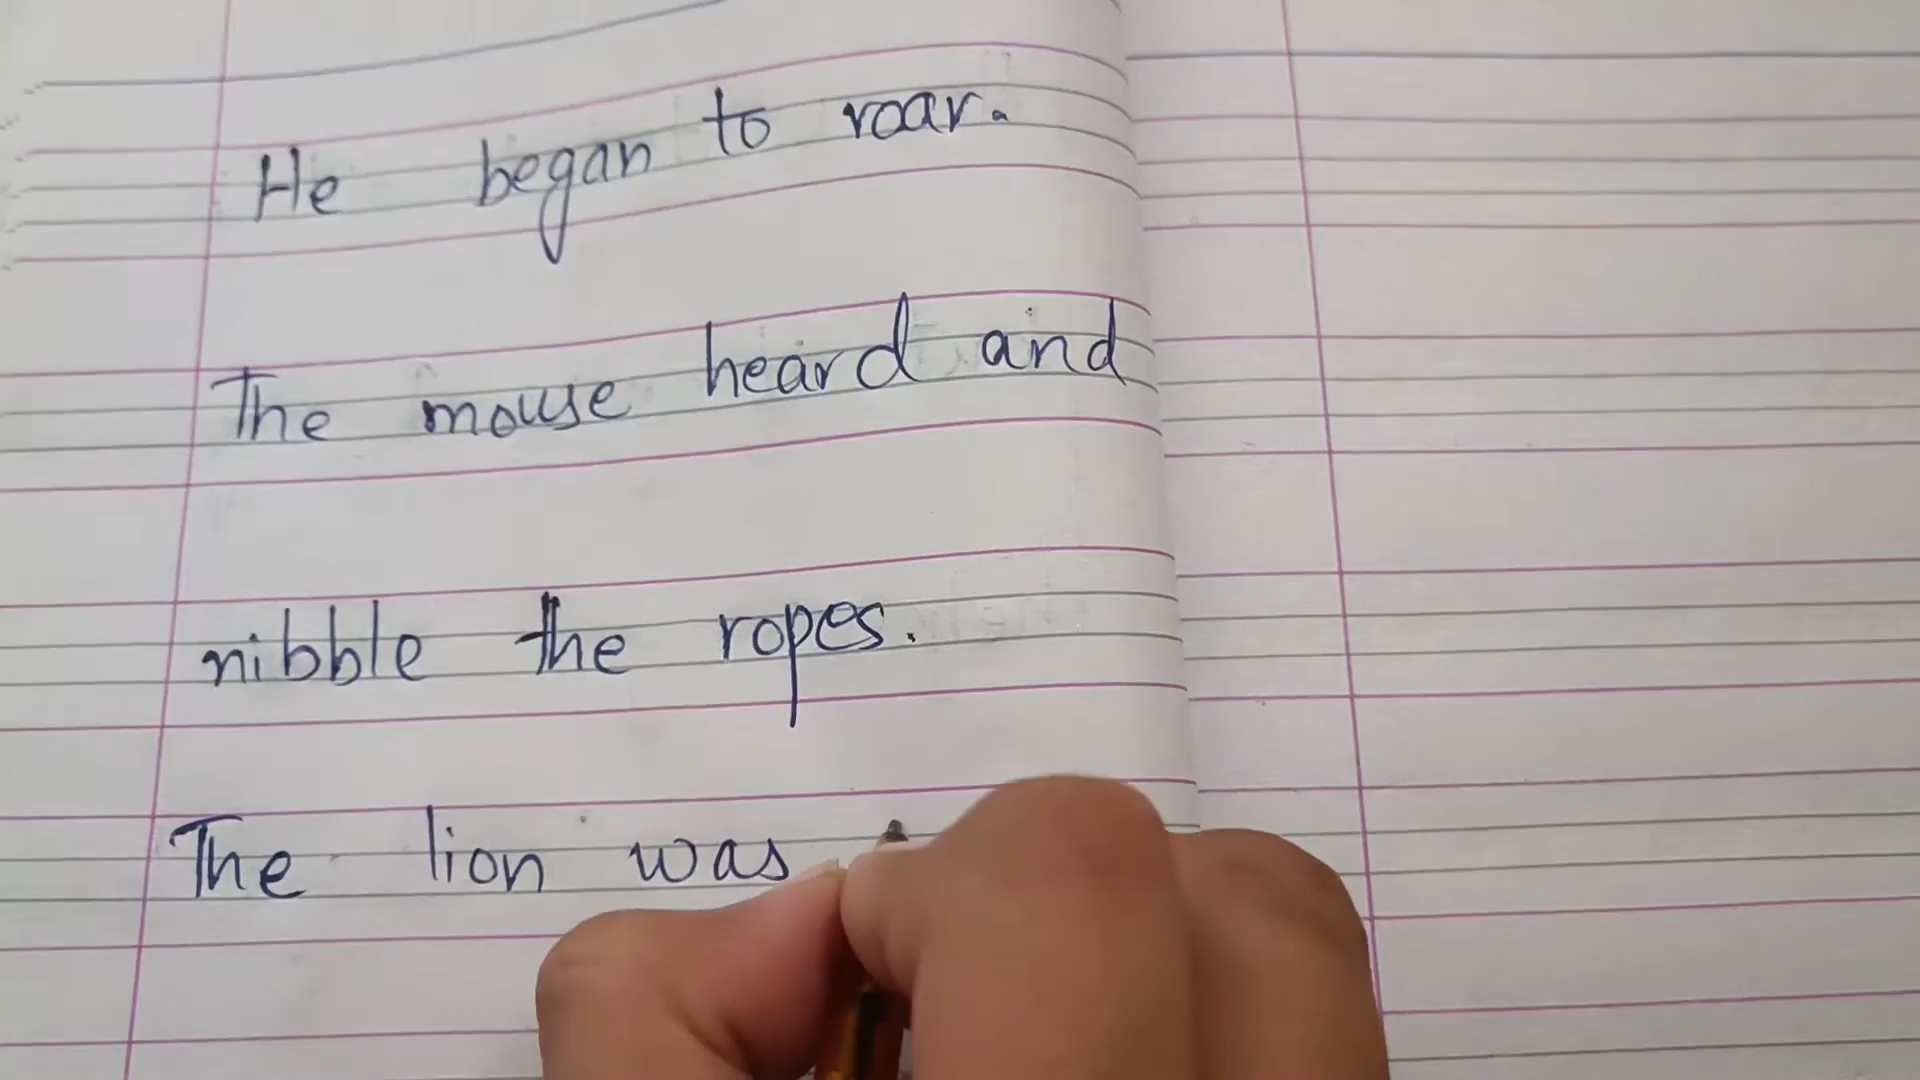 He began to roar.
The mouse heard and
nibble the ropes.
The lion was